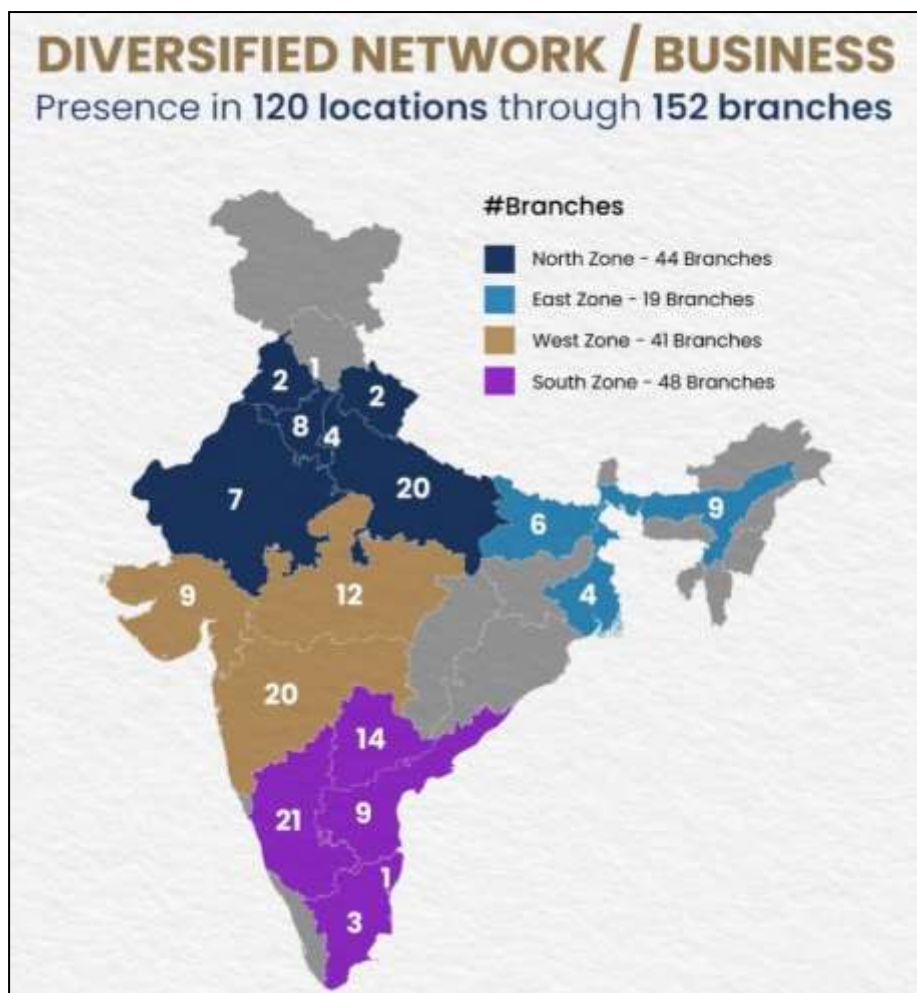 DIVERSIFIED NETWORK / BUSINESS
Presence in 120 locations through 152 branches
#Branches
North Zone - 44 Branches
East Zone - 19 Branches
West Zone - 41 Branches
South Zone - 48 Branches
1
2
2
8
4
7
20
9
6
9
12
4
20
14
21
9
1
3